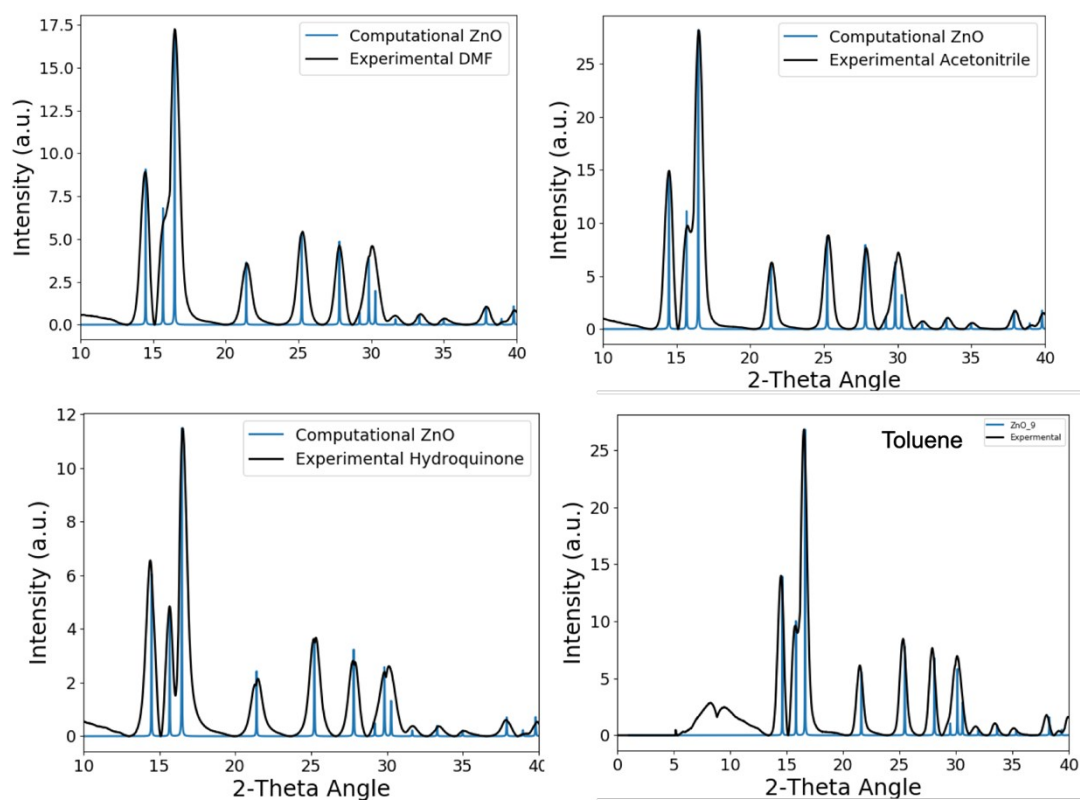 17.5
15.0
12.5
10.0
7.5
5.0
2.5
0.0
Intensity (a.u.)
Computational ZnO
Experimental DMF
10 15 20 25 30 35 40
25
20
15
10
5
0
Intensity (a.u.)
Computational ZnO
Experimental Acetonitrile
10 15 20 25 30 35 40
2-Theta Angle
12
10
8
6
4
2
0
Intensity (a.u.)
Computational ZnO
Experimental Hydroquinone
10 15 20 25 30 35 40
2-Theta Angle
25
20
15
10
5
0
Intensity (a.u.)
Toluene
ZnO_9
Expermental
0 5 10 15 20 25 30 35 40
2-Theta Angle